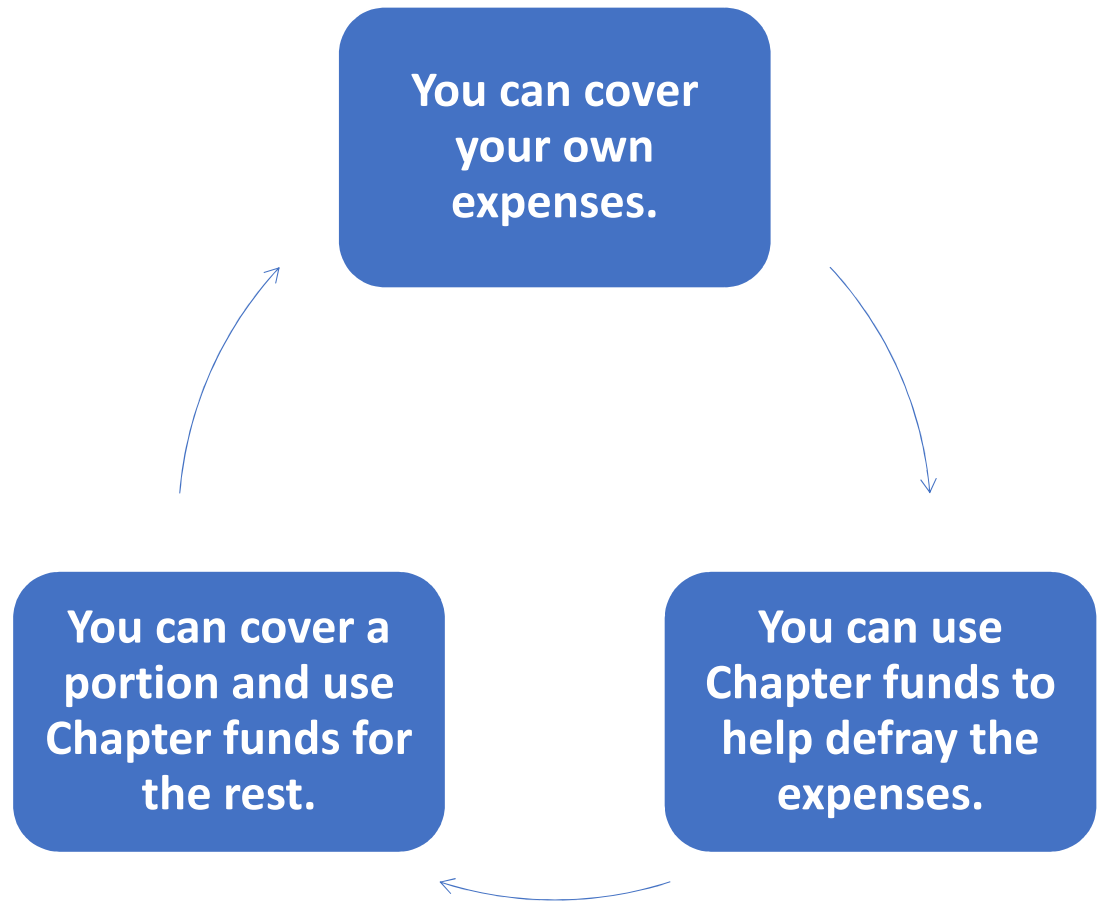 You can cover
your own
expenses.
You can use
Chapter funds to
help defray the
expenses.
You can cover a
portion and use
Chapter funds for
the rest.